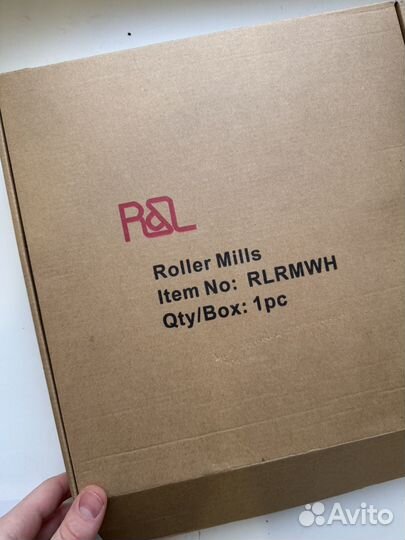 R&L
Roller Mills
Item No: RLRMWH
Qty/Box: 1pc
Avito